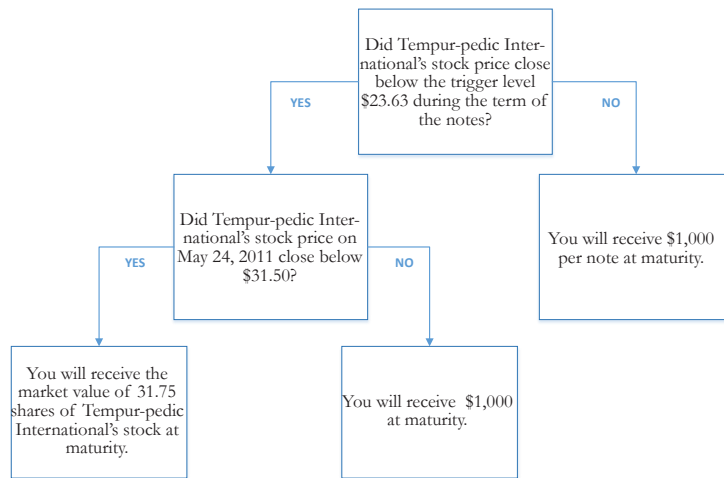 Did Tempur-pedic Inter-
national's stock price close
below the trigger level
$23.63 during the term of
the notes?
YES
NO
Did Tempur-pedic Inter-
national's stock price on
May 24, 2011 close below
$31.50?
You will receive $1,000
per note at maturity.
YES
NO
You will receive the
market value of 31.75
shares of Tempur-pedic
International's stock at
maturity.
You will receive $1,000
at maturity.